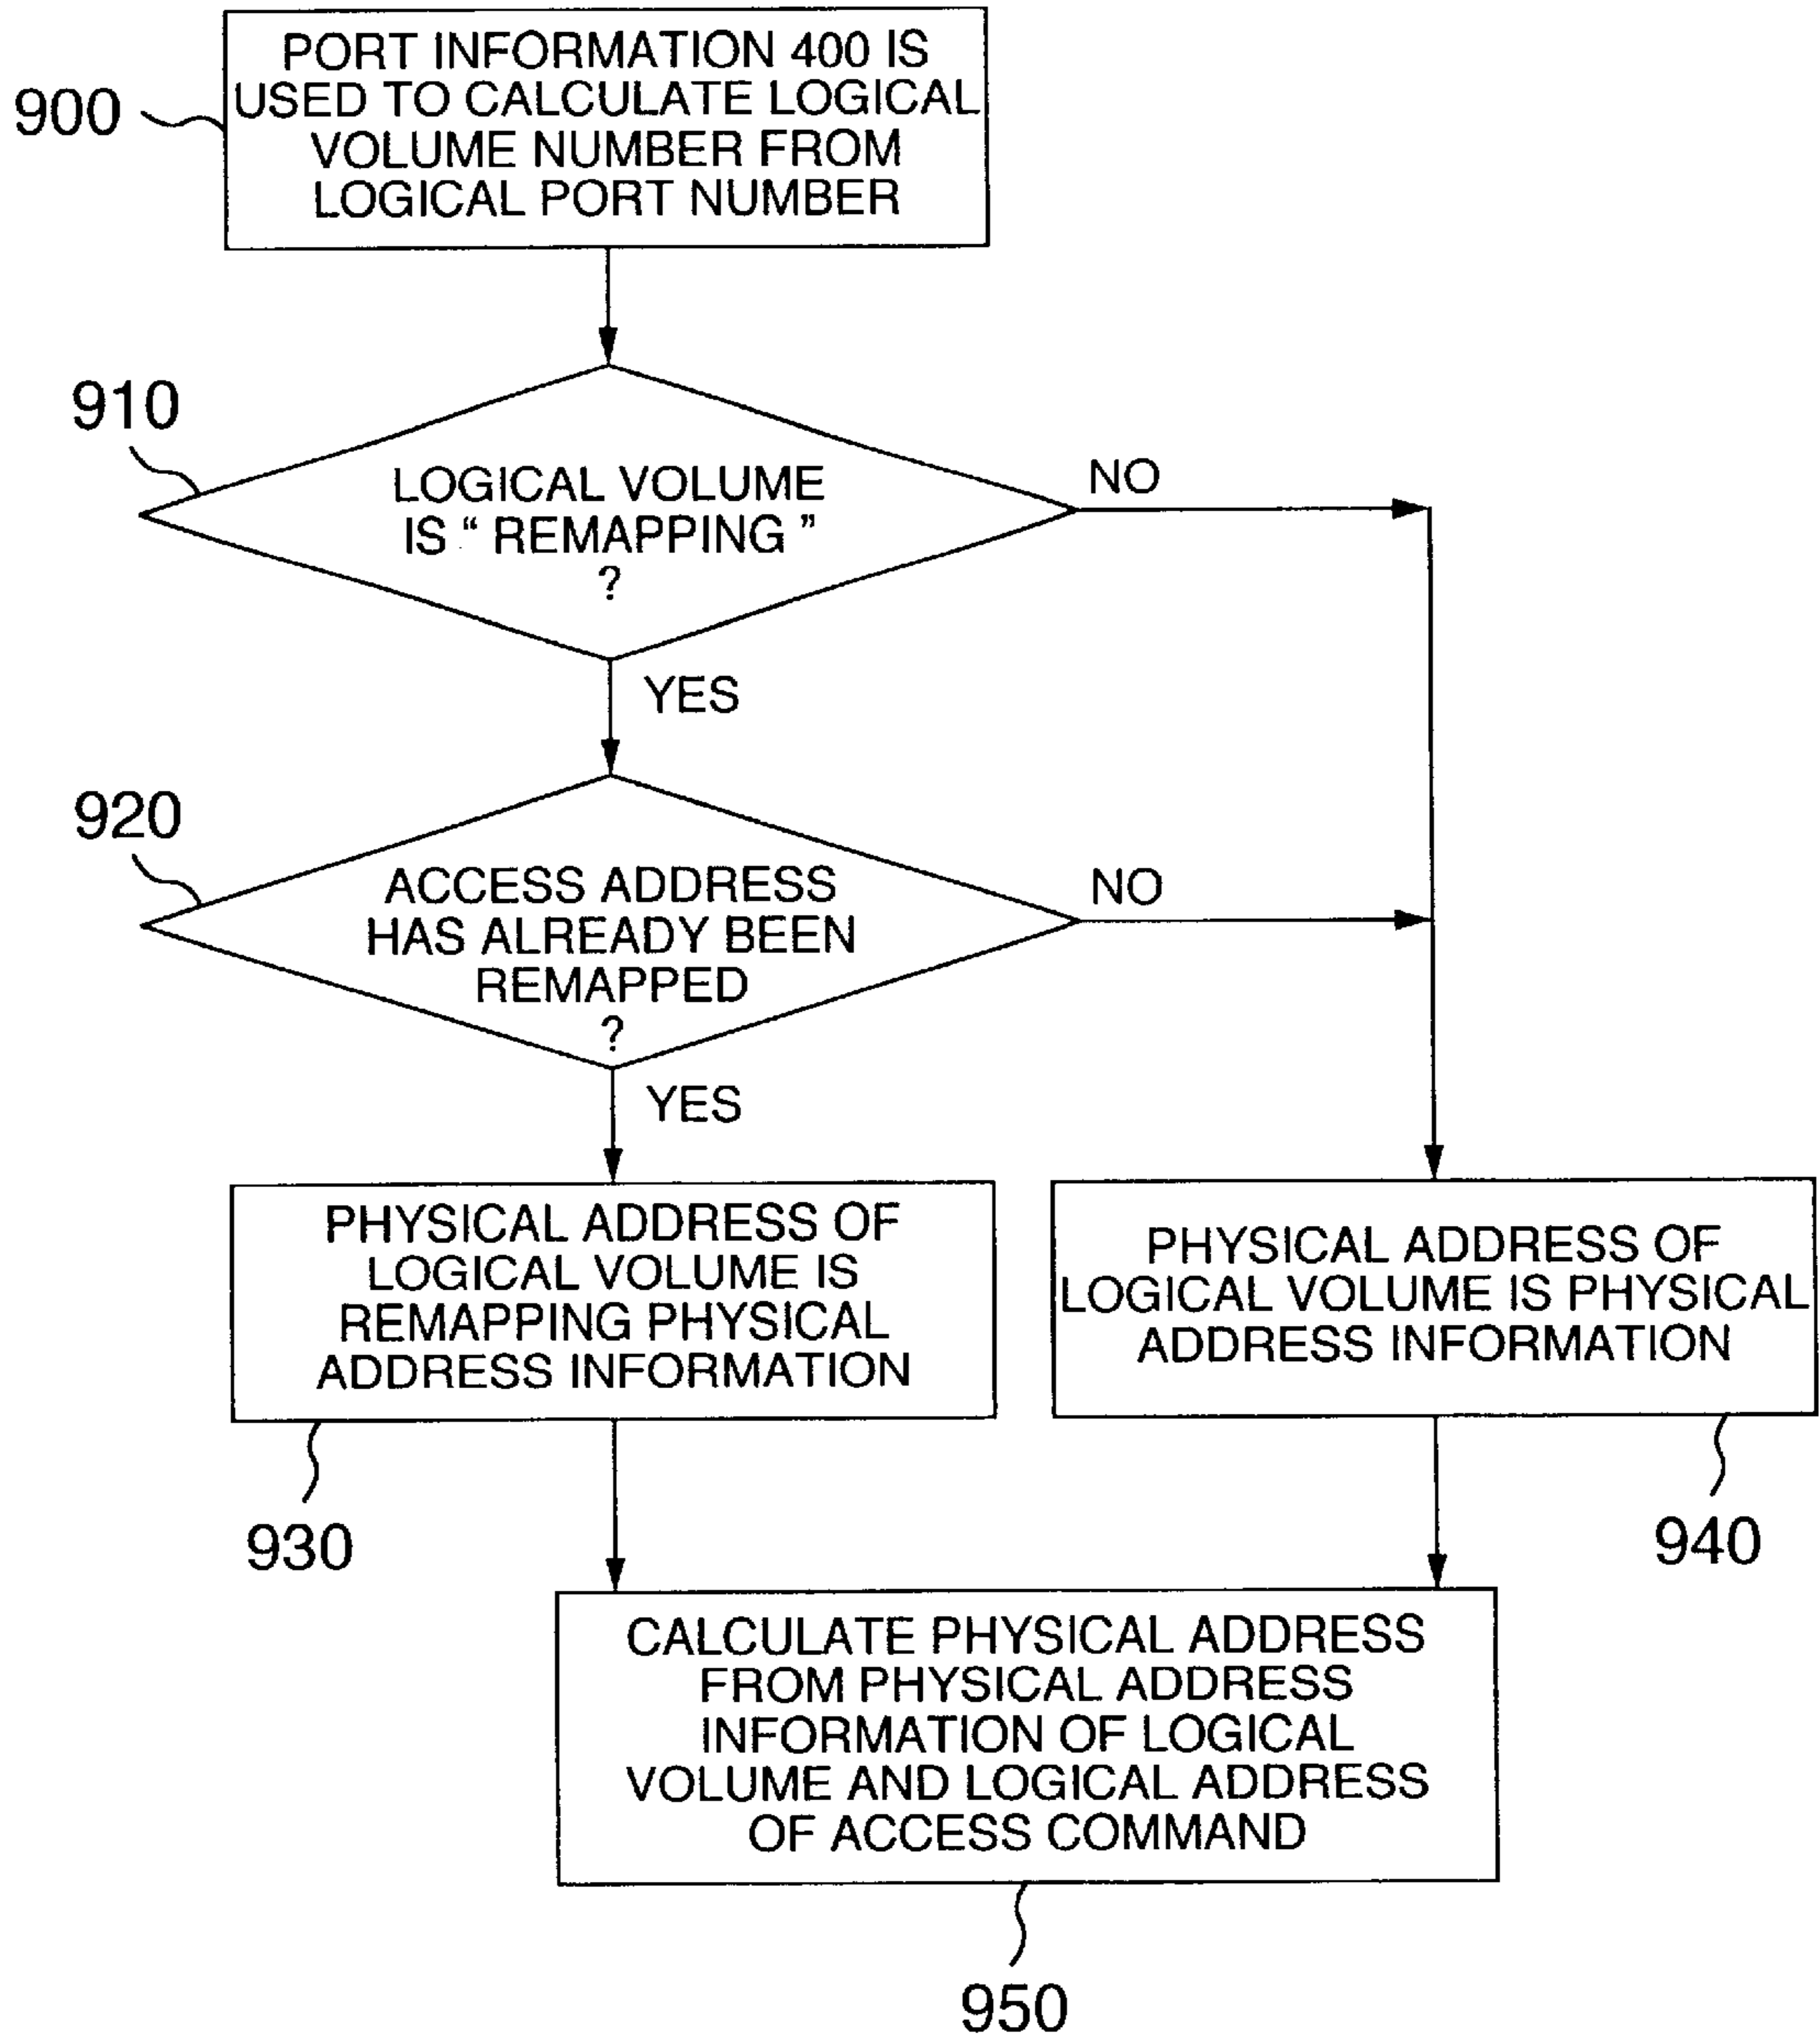 PORT INFORMATION 400 IS
USED TO CALCULATE LOGICAL
VOLUME NUMBER FROM
LOGICAL PORT NUMBER
900
910
LOGICAL VOLUME
IS “ REMAPPING ”
?
NO
YES
920
ACCESS ADDRESS
HAS ALREADY BEEN
REMAPPED
?
NO
YES
PHYSICAL ADDRESS OF
LOGICAL VOLUME IS
REMAPPING PHYSICAL
ADDRESS INFORMATION
930
PHYSICAL ADDRESS OF
LOGICAL VOLUME IS PHYSICAL
ADDRESS INFORMATION
940
CALCULATE PHYSICAL ADDRESS
FROM PHYSICAL ADDRESS
INFORMATION OF LOGICAL
VOLUME AND LOGICAL ADDRESS
OF ACCESS COMMAND
950